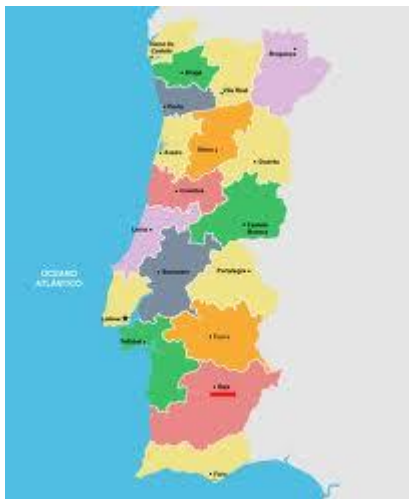 Viana do
Castelo
Bragança
Braga
Vila Real
Porto
Aveiro
Viseu
Guarda
Coimbra
Castelo
Branco
Leiria
Santarém
Portalegre
OCEANO
ATLÂNTICO
Lisboa
Setúbal
Évora
Beja
Faro